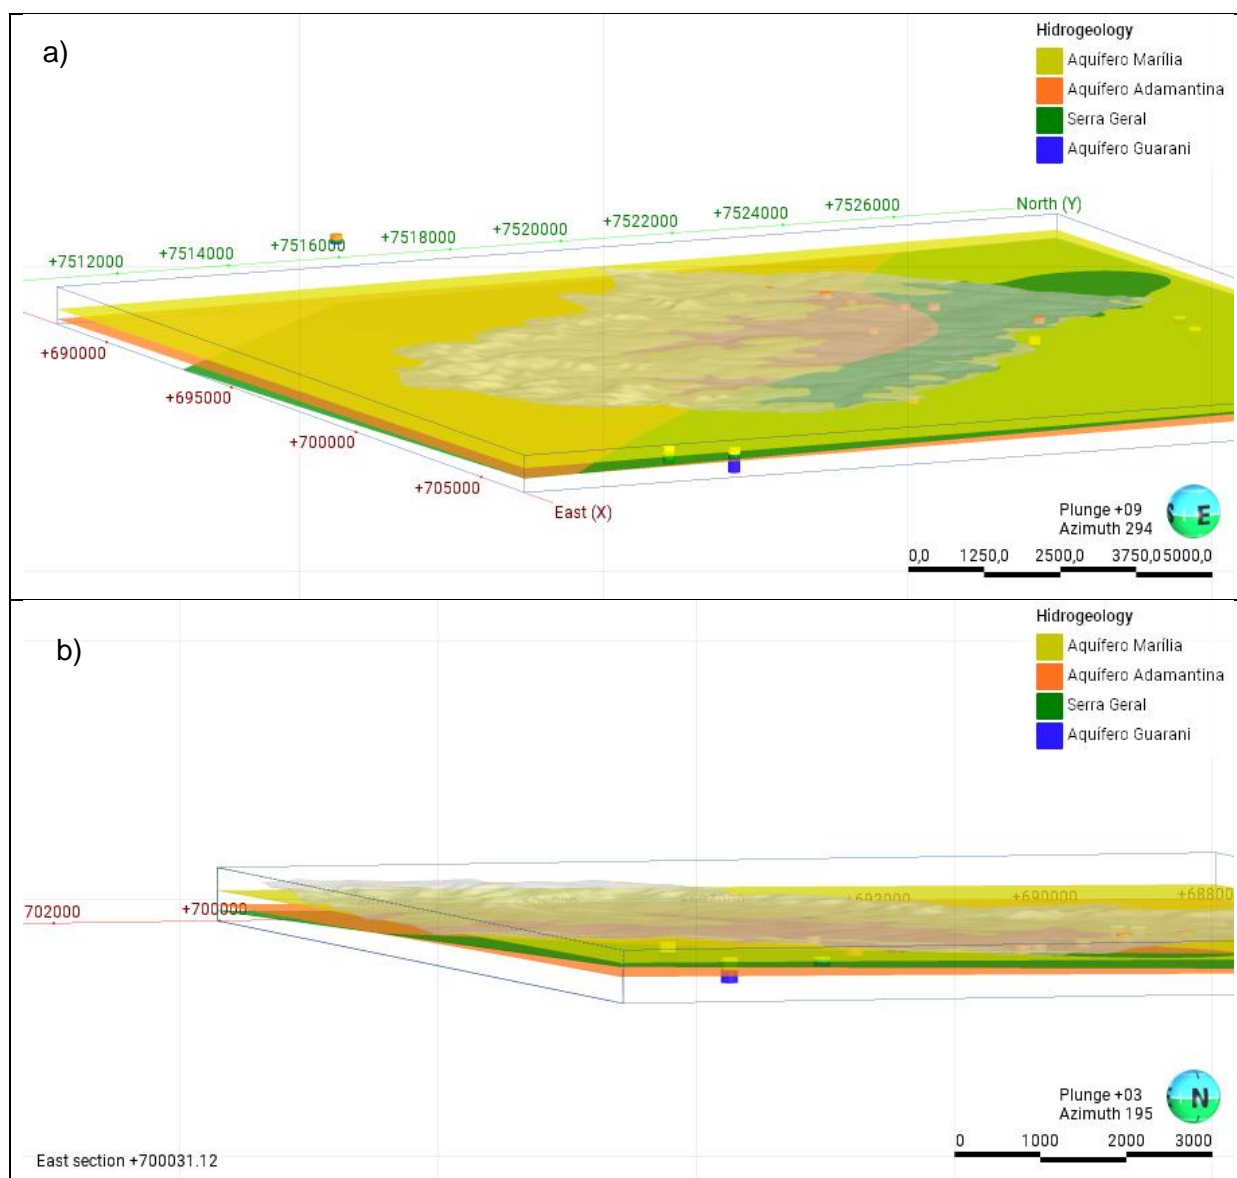 a)
Hidrogeology
Aquífero Marília
Aquífero Adamantina
Serra Geral
Aquífero Guarani
North (Y)
+7526000
+7524000
+7522000
+7520000
+7518000
+7516000
+7514000
+7512000
+690000
+695000
+700000
+705000
East (X)
Plunge +09
Azimuth 294
E
0,0 1250,0 2500,0 3750,0 5000,0
b)
Hidrogeology
Aquífero Marília
Aquífero Adamantina
Serra Geral
Aquífero Guarani
702000
+700000
+690000
+688000
Plunge +03
Azimuth 195
N
0 1000 2000 3000
East section +700031.12